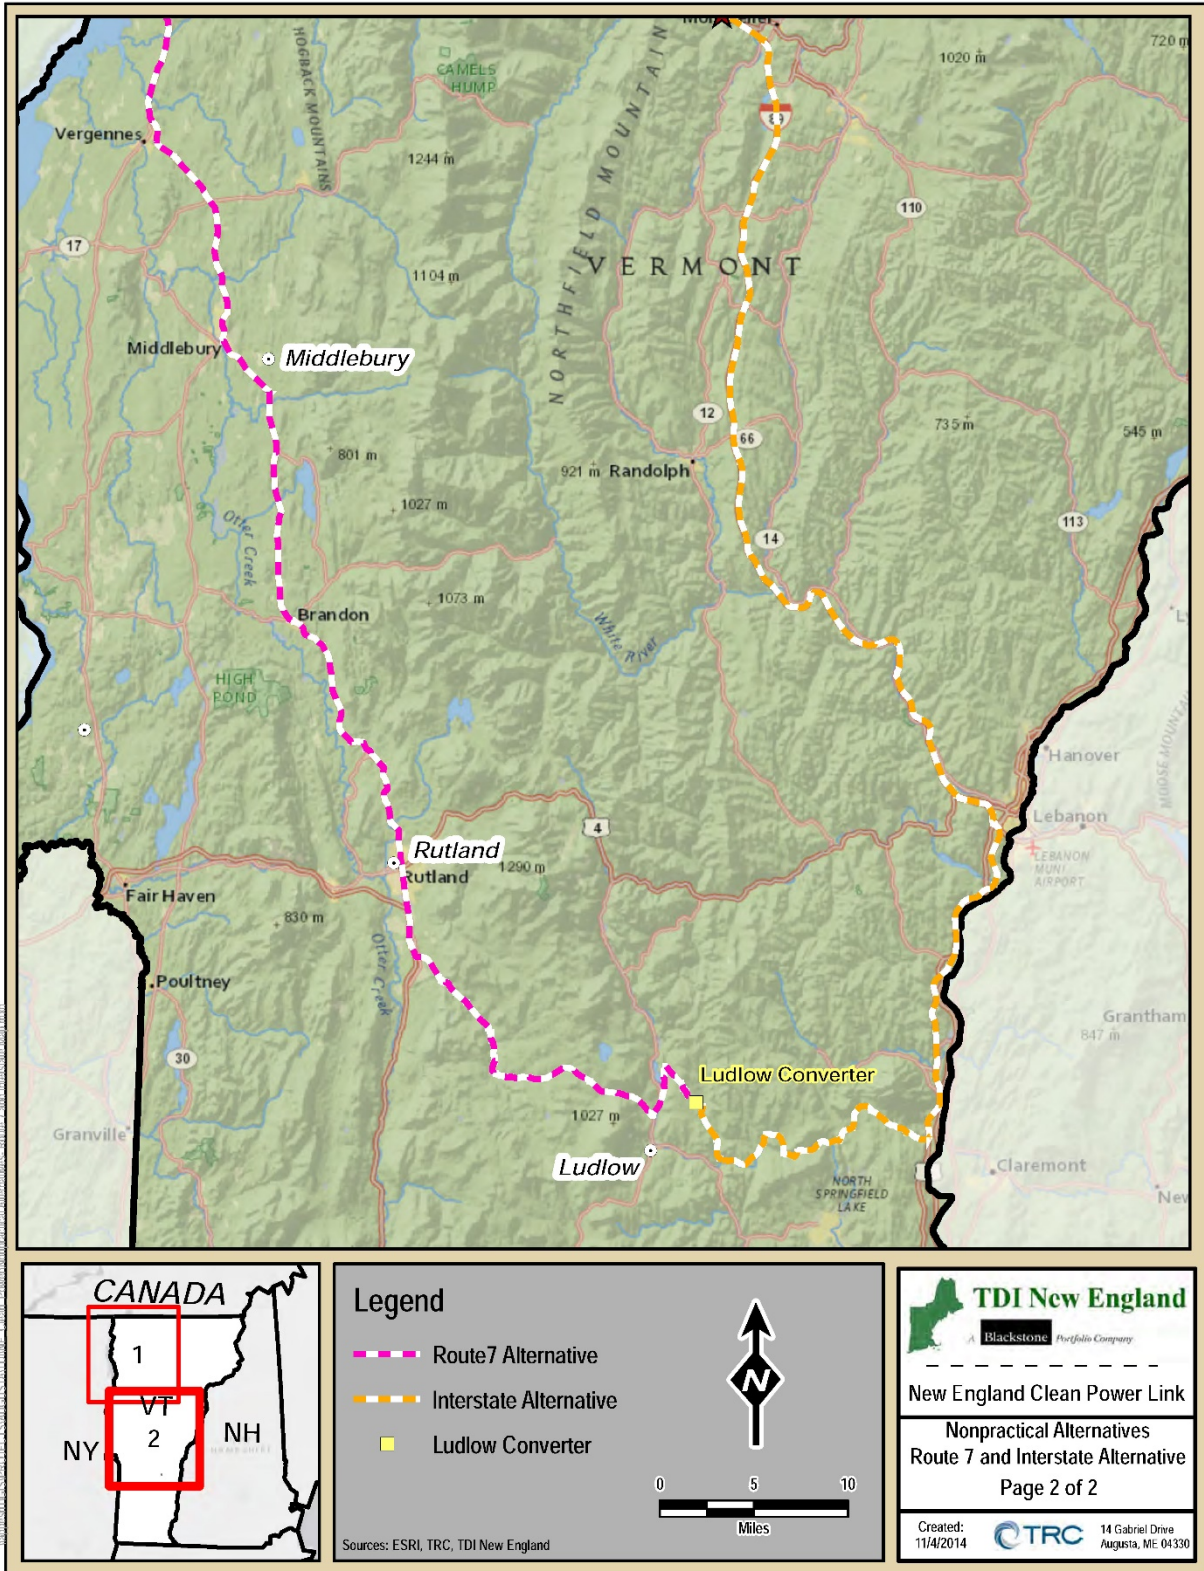 HOGBACK MOUNTAINS
CAMELS
HUMP
1020
720 m
89
Vergennes
1244 m
NORTHFIELD MOUNTAIN
110
17
VERMONT
1104 m
Middlebury
Middlebury
12
66
735 m
545 m
801 m
921 m
Randolph
1027 m
Otter Creek
113
14
1073 m
Brandon
White River
HIGH
POND
Hanover
MOOSE MOUNTAIN
4
Lebanon
Rutland
Rutland
1290 m
LEBANON
MUNI
AIRPORT
6
Fair Haven
830 m
Otter Creek
Poultney
Grantham
847 m
30
Ludlow Converter
1027 m
Granville
Ludlow
Claremont
NORTH
SPRINGFIELD
LAKE
CANADA
1
VT
2
NY
NH
Legend
Route7 Alternative
Interstate Alternative
Ludlow Converter
N
0 5 10
Miles
Sources: ESRI, TRC, TDI New England
TDI New England
A Blackstone Portfolio Company
New England Clean Power Link
Nonpractical Alternatives
Route 7 and Interstate Alternative
Page 2 of 2
Created:
11/4/2014
TRC
14 Gabriel Drive
Augusta, ME 04330